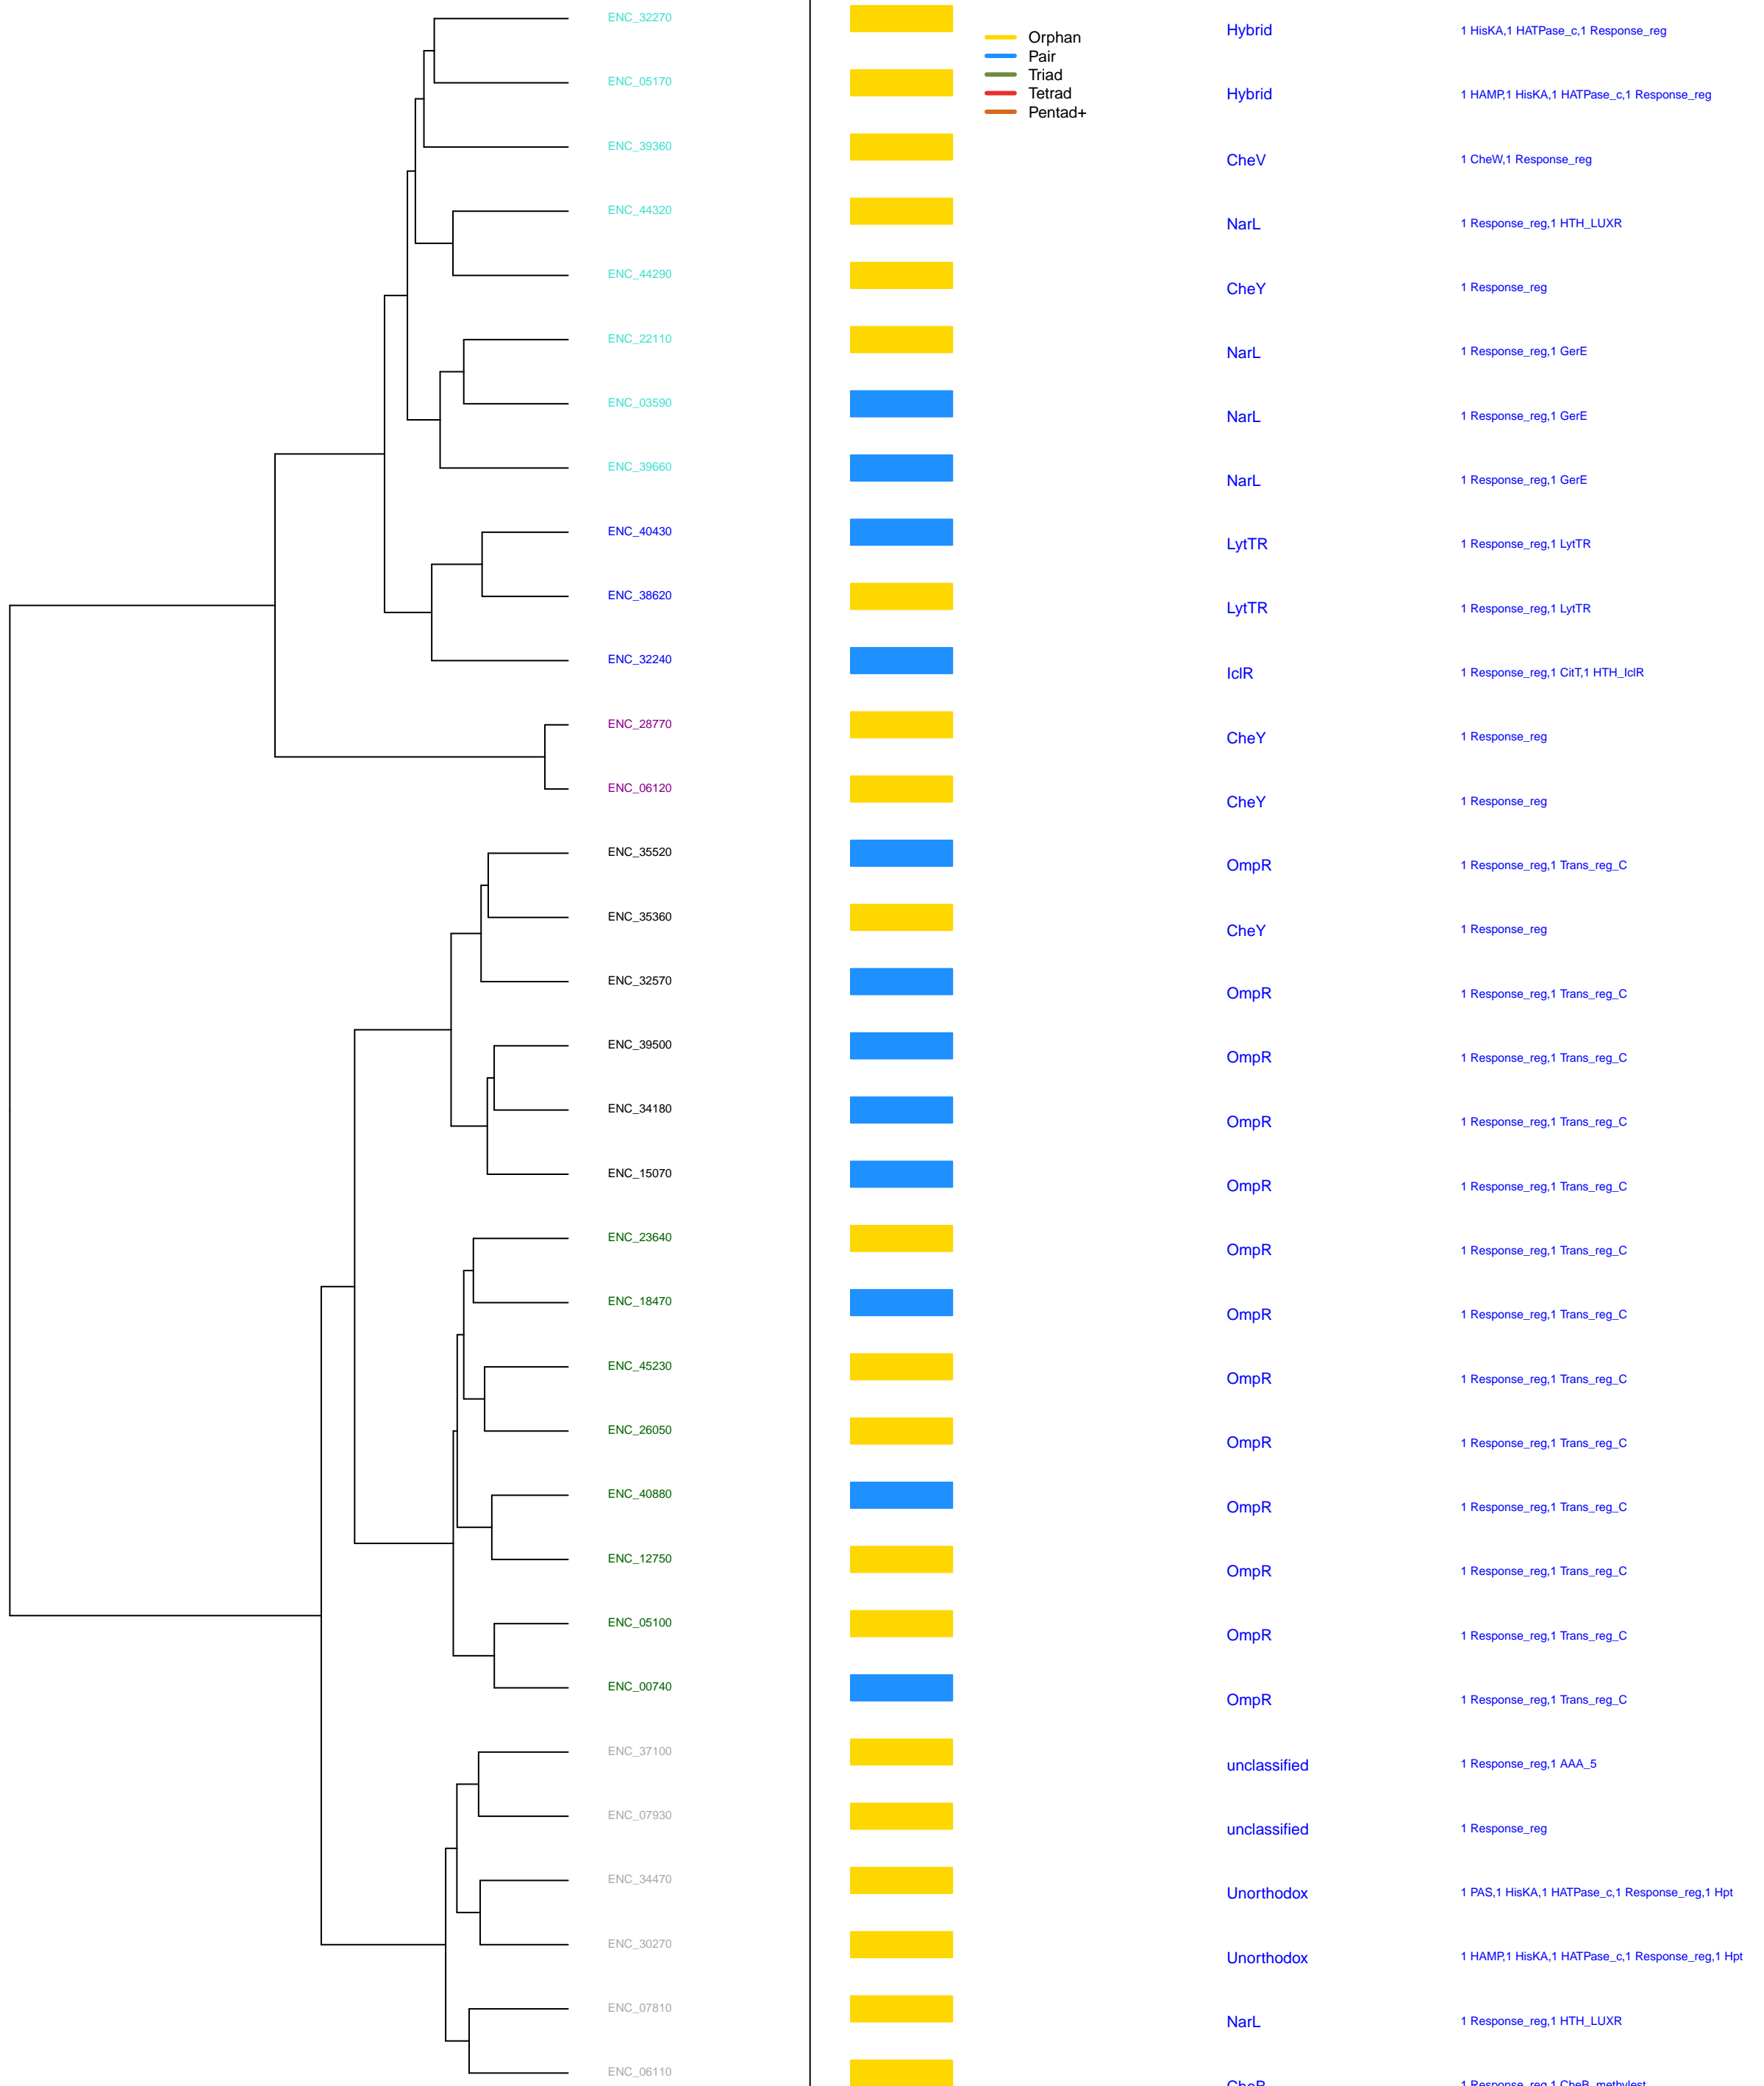 ENC_32270
Orphan
Pair
Triad
Tetrad
Pentad+
Hybrid 1 HisKA,1 HATPase_c,1 Response_reg
ENC_05170 Hybrid 1 HAMP,1 HisKA,1 HATPase_c,1 Response_reg
ENC_39360 CheV 1 CheW,1 Response_reg
ENC_44320 NarL 1 Response_reg,1 HTH_LUXR
ENC_44290 CheY 1 Response_reg
ENC_22110 NarL 1 Response_reg,1 GerE
ENC_03590 NarL 1 Response_reg,1 GerE
ENC_39660 NarL 1 Response_reg,1 GerE
ENC_40430 LytTR 1 Response_reg,1 LytTR
ENC_38620 LytTR 1 Response_reg,1 LytTR
ENC_32240 IclR 1 Response_reg,1 CitT,1 HTH_IclR
ENC_28770 CheY 1 Response_reg
ENC_06120 CheY 1 Response_reg
ENC_35520 OmpR 1 Response_reg,1 Trans_reg_C
ENC_35360 CheY 1 Response_reg
ENC_32570 OmpR 1 Response_reg,1 Trans_reg_C
ENC_39500 OmpR 1 Response_reg,1 Trans_reg_C
ENC_34180 OmpR 1 Response_reg,1 Trans_reg_C
ENC_15070 OmpR 1 Response_reg,1 Trans_reg_C
ENC_23640 OmpR 1 Response_reg,1 Trans_reg_C
ENC_18470 OmpR 1 Response_reg,1 Trans_reg_C
ENC_45230 OmpR 1 Response_reg,1 Trans_reg_C
ENC_26050 OmpR 1 Response_reg,1 Trans_reg_C
ENC_40880 OmpR 1 Response_reg,1 Trans_reg_C
ENC_12750 OmpR 1 Response_reg,1 Trans_reg_C
ENC_05100 OmpR 1 Response_reg,1 Trans_reg_C
ENC_00740 OmpR 1 Response_reg,1 Trans_reg_C
ENC_37100 unclassified 1 Response_reg,1 AAA_5
ENC_07930 unclassified 1 Response_reg
ENC_34470 Unorthodox 1 PAS,1 HisKA,1 HATPase_c,1 Response_reg,1 Hpt
ENC_30270 Unorthodox 1 HAMP,1 HisKA,1 HATPase_c,1 Response_reg,1 Hpt
ENC_07810 NarL 1 Response_reg,1 HTH_LUXR
ENC_06110 1 Response_reg,1 CheB_methylest